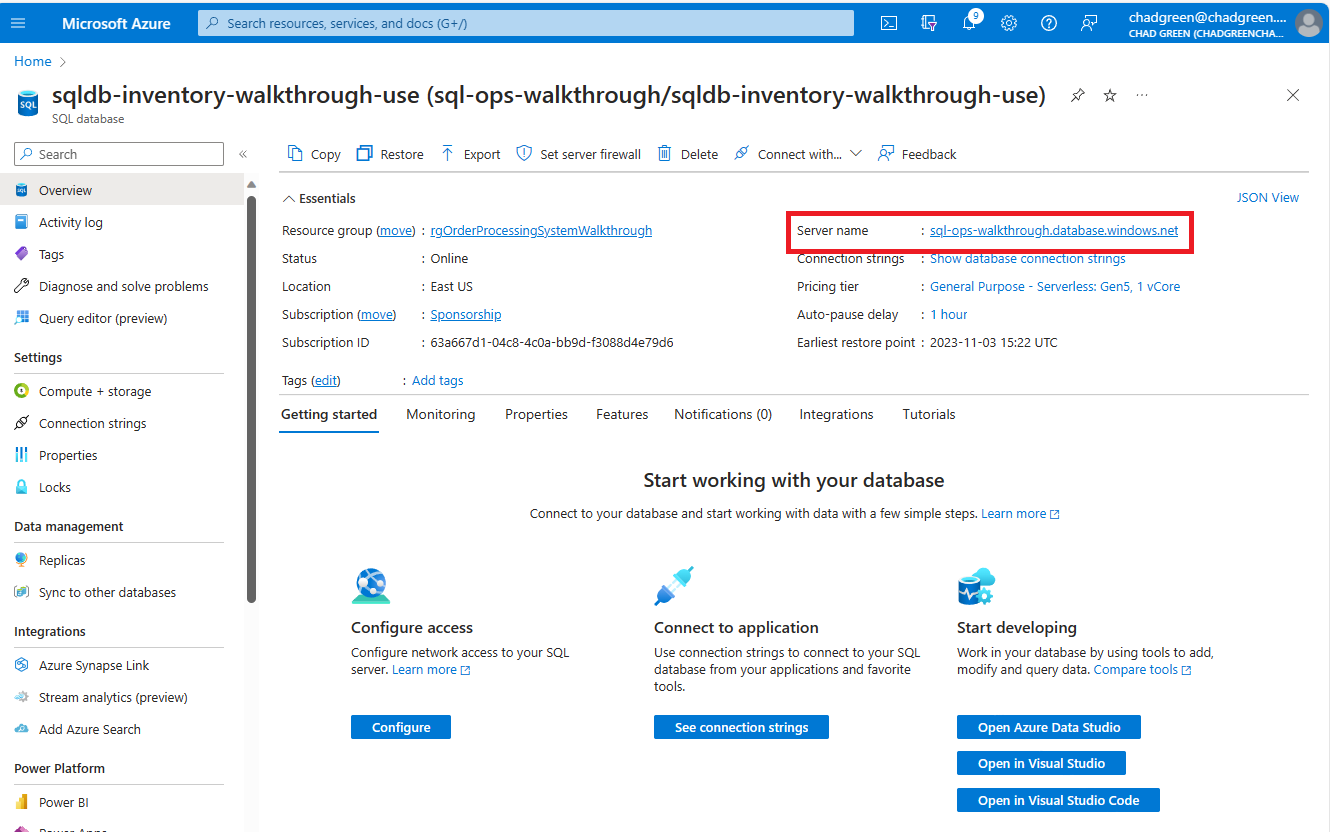 Microsoft Azure
Search resources, services, and docs (G+/)
9
chadgreen@chadgreen....
CHAD GREEN (CHADGREENCHA...
Home
SQL
sqldb-inventory-walkthrough-use (sql-ops-walkthrough/sqldb-inventory-walkthrough-use)
...
SQL database
Search
«
Copy
Restore
Export
Set server firewall
Delete
Connect with...
Feedback
Overview
Activity log
Tags
Diagnose and solve problems
Query editor (preview)
Settings
Compute + storage
Connection strings
Properties
Locks
Data management
Replicas
Sync to other databases
Integrations
Azure Synapse Link
Stream analytics (preview)
Add Azure Search
Power Platform
Power BI
Power Apps
Essentials
JSON View
Resource group (move) : rgOrderProcessingSystemWalkthrough
Status : Online
Location : East US
Subscription (move) : Sponsorship
Subscription ID : 63a667d1-04c8-4c0a-bb9d-f3088d4e79d6
Server name : sql-ops-walkthrough.database.windows.net
Connection strings : Show database connection strings
Pricing tier : General Purpose - Serverless: Gen5, 1 vCore
Auto-pause delay : 1 hour
Earliest restore point : 2023-11-03 15:22 UTC
Tags (edit) : Add tags
Getting started
Monitoring
Properties
Features
Notifications (0)
Integrations
Tutorials
Start working with your database
Connect to your database and start working with data with a few simple steps. Learn more
Configure access
Configure network access to your SQL
server. Learn more
Configure
Connect to application
Use connection strings to connect to your SQL
database from your applications and favorite
tools.
See connection strings
Start developing
Work in your database by using tools to add,
modify and query data. Compare tools
Open Azure Data Studio
Open in Visual Studio
Open in Visual Studio Code